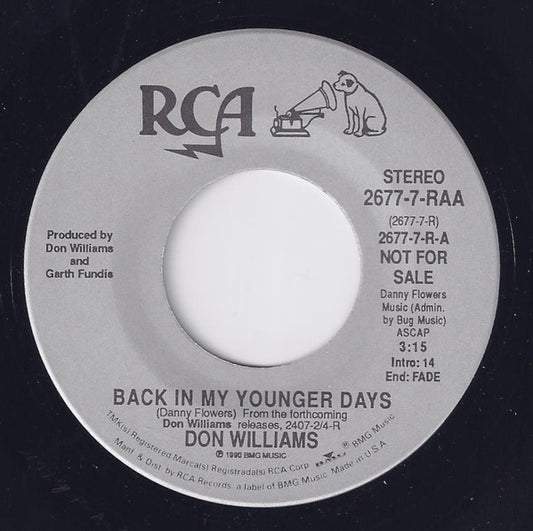 RCA
STEREO
2677-7-RAA
(2677-7-R)
2677-7-R-A
NOT FOR
SALE
Danny Flowers
Music (Admin.
by Bug Music)
ASCAP
3:15
Intro: 14
End: FADE
Produced by
Don Williams
and
Garth Fundis
BACK IN MY YOUNGER DAYS
(Danny Flowers) From the forthcoming
Don Williams releases, 2407-2/4-R
DON WILLIAMS
℗ 1990 BMG MUSIC
TMK(s) Registered Marca(s) Registrada(s) RCA Corp. BMG ® BMG Music
Manf. & Dist. by RCA Records, a label of BMG Music. Made in U.S.A